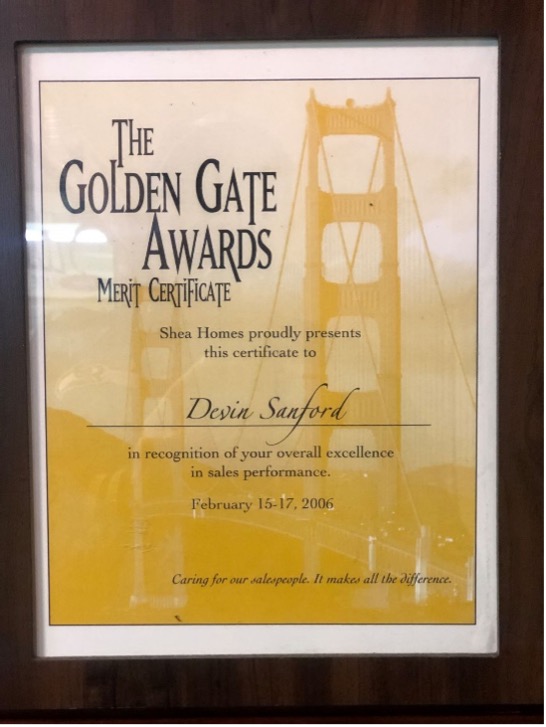 THE
GOLDEN GATE
AWARDS
MERIT CERTIFICATE
Shea Homes proudly presents
this certificate to
Devin Sanford
in recognition of your overall excellence
in sales performance.
February 15-17, 2006
Caring for our salespeople. It makes all the difference.